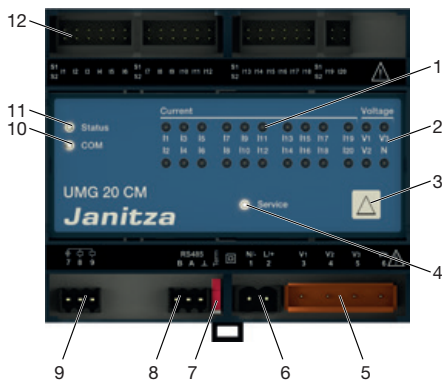 12
S1 I1 I2 I3 I4 I5 I6 S1 I7 I8 I9 I10 I11 I12 S1 I13 I14 I15 I16 I17 I18 S1 I19 I20
S2 S2 S2 S2
1
11
Status
Current
Voltage
10
COM
I1 I3 I5 I7 I9 I11 I13 I15 I17 I19 V1 V3
2
I2 I4 I6 I8 I10 I12 I14 I16 I18 I20 V2 N
UMG 20 CM
3
Janitza
Service
4
RS485
7 8 9
B A
Term
N/- L/+
V1 V2 V3
1 2
3 4 5 6
9
8
7
6
5